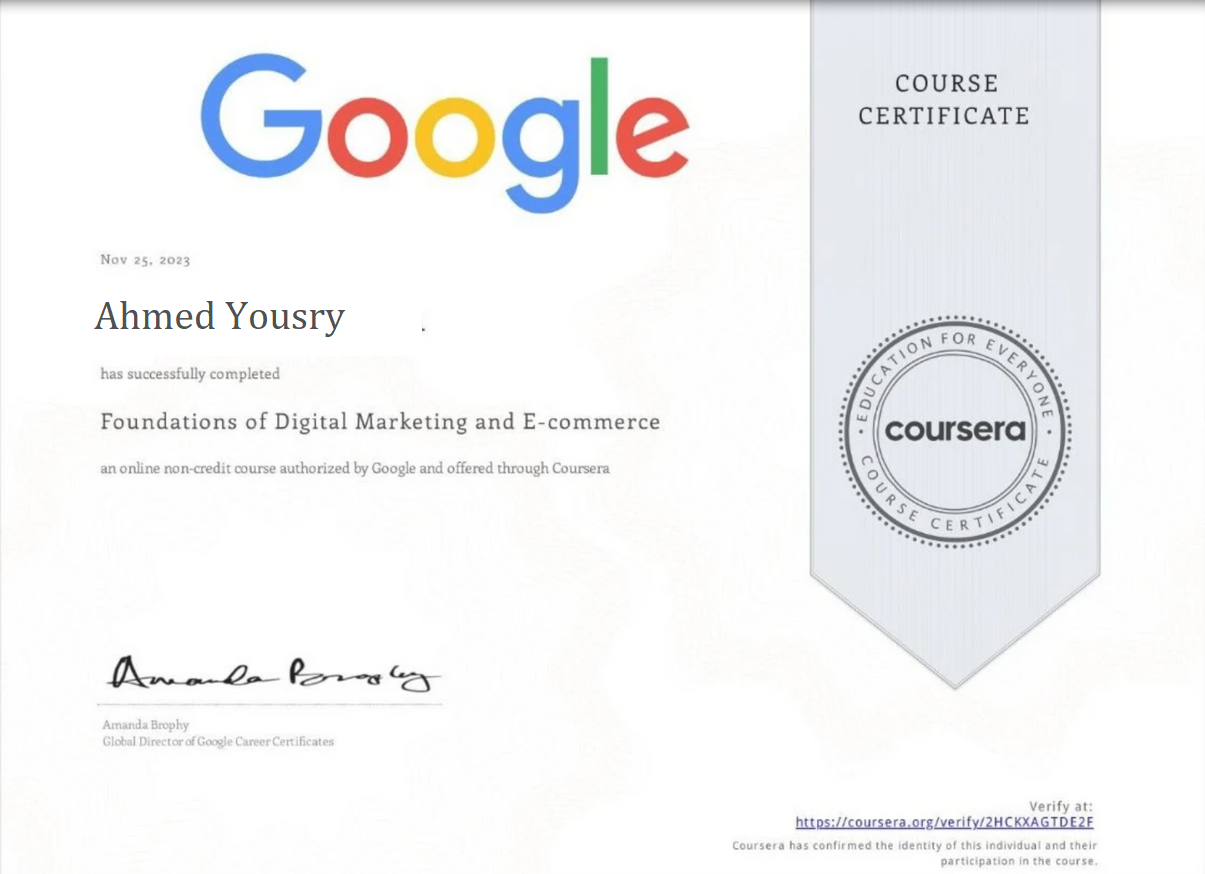 Google
COURSE
CERTIFICATE
Nov 25, 2023
Ahmed Yousry
has successfully completed
Foundations of Digital Marketing and E-commerce
an online non-credit course authorized by Google and offered through Coursera
EDUCATION FOR EVERYONE
coursera
COURSE CERTIFICATE
Amanda Brophy
Amanda Brophy
Global Director of Google Career Certificates
Verify at:
https://coursera.org/verify/2HCKXAGTDE2F
Coursera has confirmed the identity of this individual and their
participation in the course.